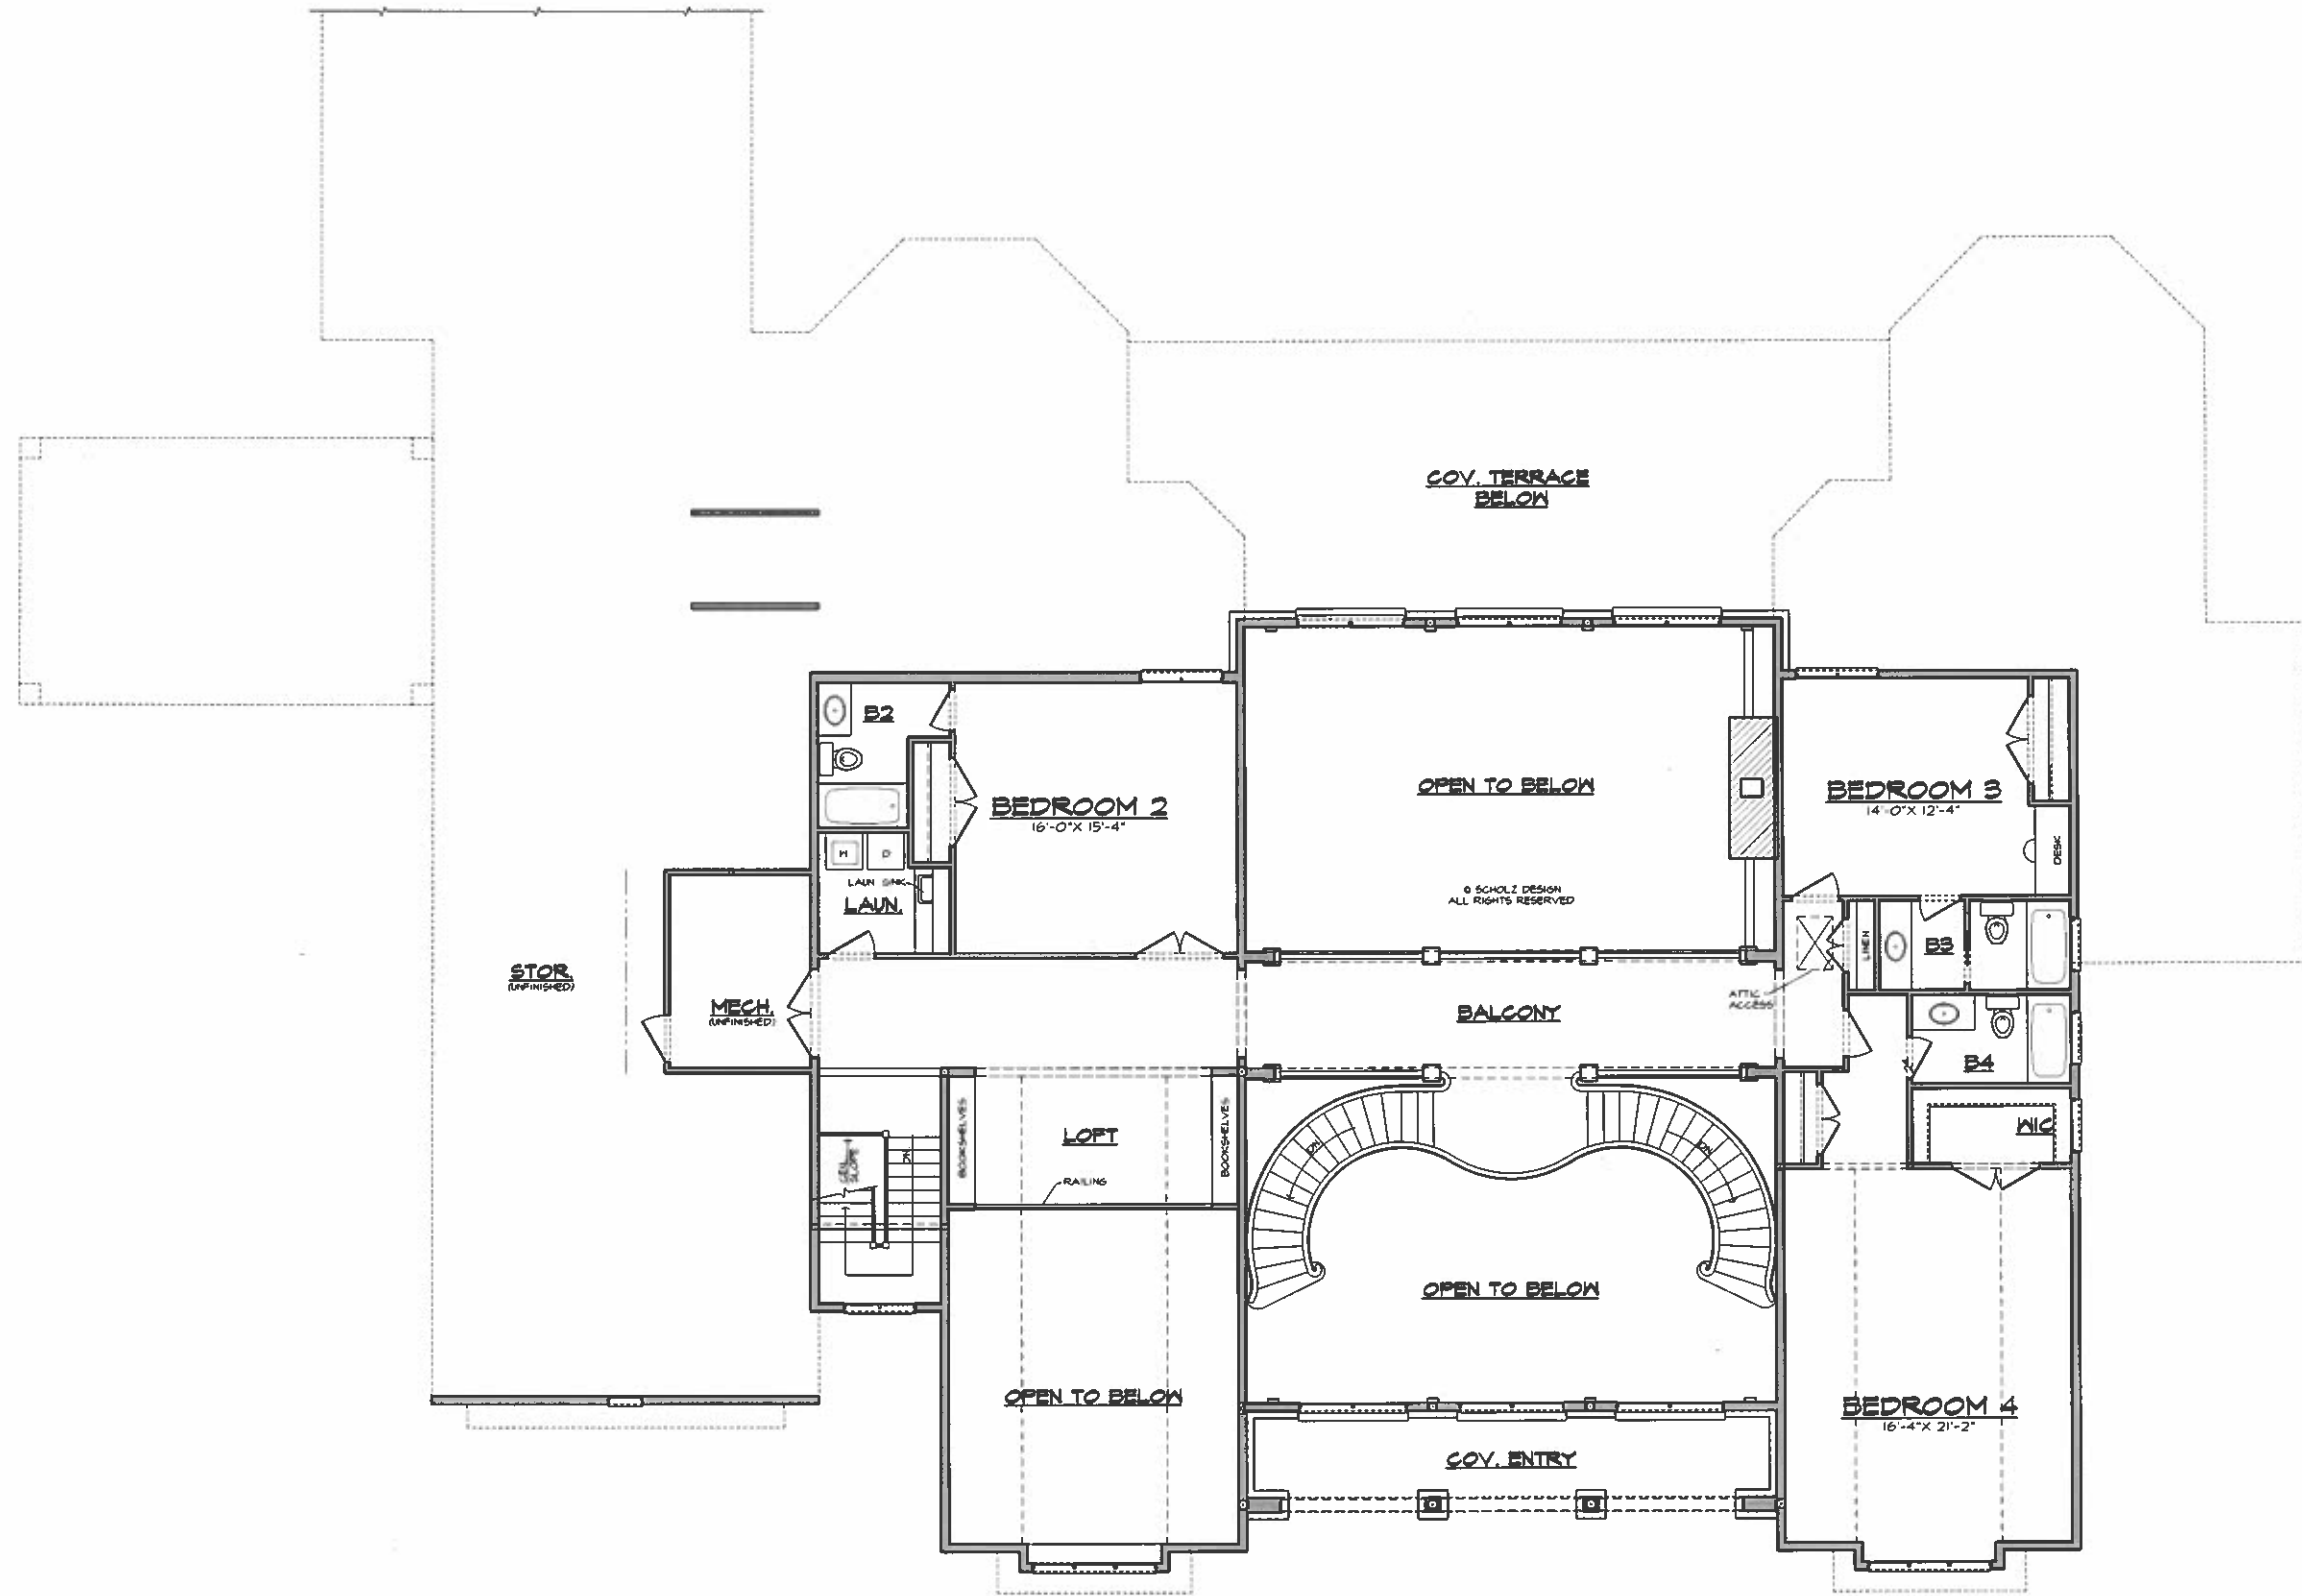 COV. TERRACE
BELOW
B2
BEDROOM 2
16'-0"X 15'-4"
OPEN TO BELOW
BEDROOM 3
14'-0"X 12'-4"
DESK
W
D
LAUN SINK
LAUN.
© SCHOLZ DESIGN
ALL RIGHTS RESERVED
LINEN
B3
STOR.
(UNFINISHED)
MECH.
(UNFINISHED)
ATTIC
ACCESS
BALCONY
B4
BOOKSHELVES
LOFT
BOOKSHELVES
RAILING
WIC
DN
DN
DN
CEIL
SLOPE
OPEN TO BELOW
OPEN TO BELOW
BEDROOM 4
16'-4"X 21'-2"
COV. ENTRY